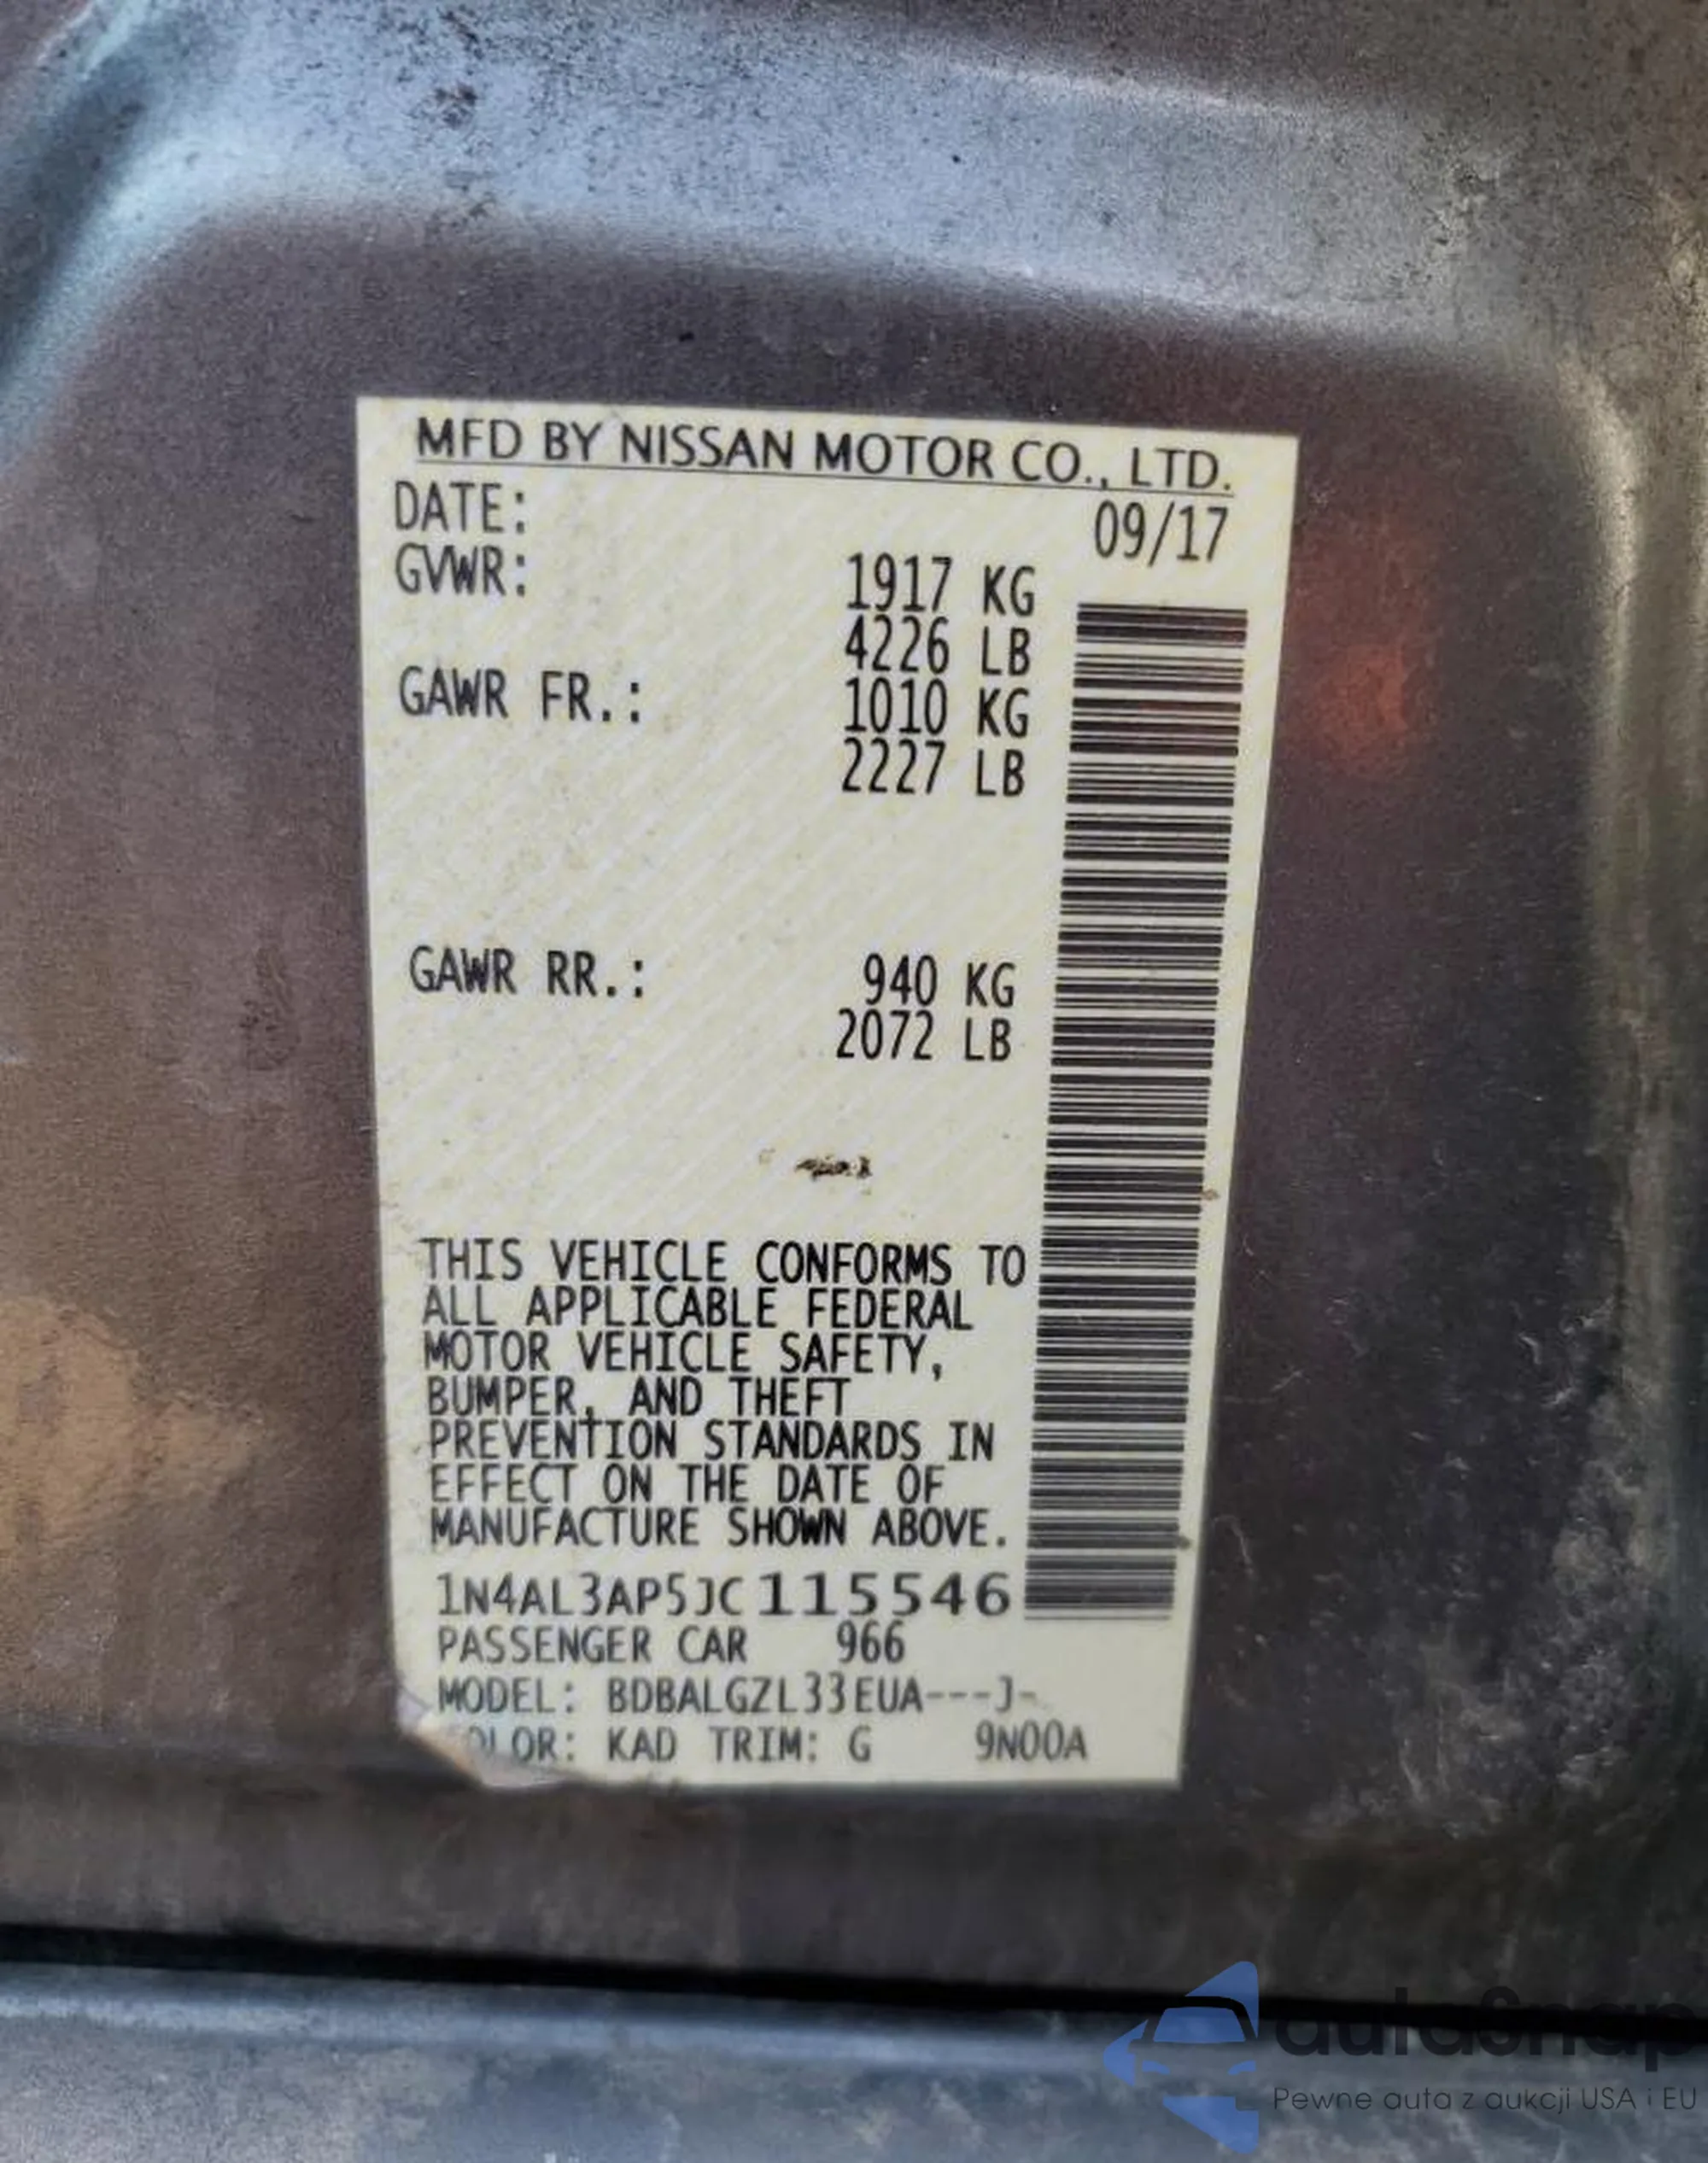 MFD BY NISSAN MOTOR CO., LTD.
DATE: 09/17
GVWR: 1917 KG
4226 LB
GAWR FR.: 1010 KG
2227 LB
GAWR RR.: 940 KG
2072 LB
THIS VEHICLE CONFORMS TO
ALL APPLICABLE FEDERAL
MOTOR VEHICLE SAFETY,
BUMPER, AND THEFT
PREVENTION STANDARDS IN
EFFECT ON THE DATE OF
MANUFACTURE SHOWN ABOVE.
1N4AL3AP5JC115546
PASSENGER CAR 966
MODEL: BDBALGZL33EUA---J-
OLOR: KAD TRIM: G 9N00A
autaSnap
Pewne auta z aukcji USA i EU